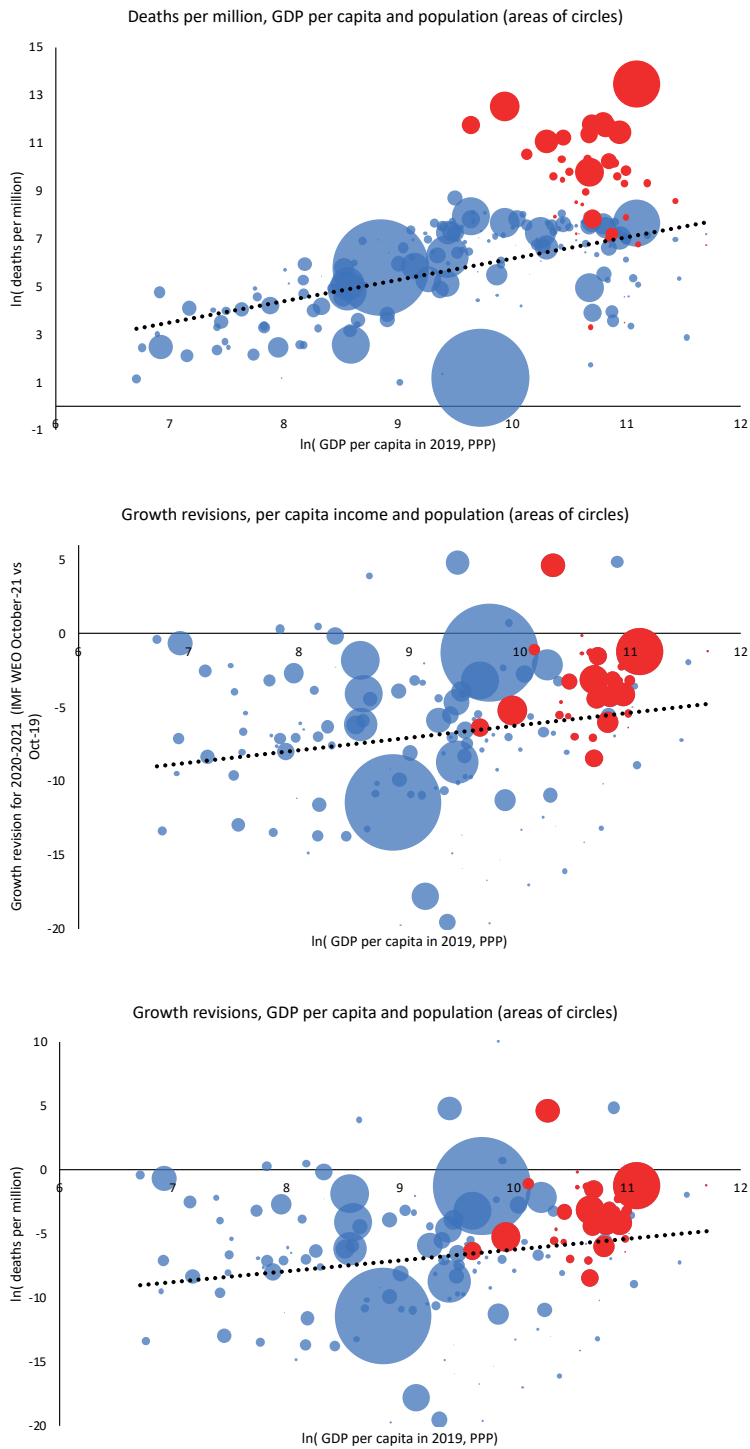 Deaths per million, GDP per capita and population (areas of circles)
15
13
11
9
7
5
3
1
-1
6 7 8 9 10 11 12
ln( deaths per million)
ln( GDP per capita in 2019, PPP)
Growth revisions, per capita income and population (areas of circles)
5
0
-5
-10
-15
-20
6 7 8 9 10 11 12
Growth revision for 2020-2021 (IMF WEO October-21 vs
Oct-19)
ln( GDP per capita in 2019, PPP)
Growth revisions, GDP per capita and population (areas of circles)
10
5
0
-5
-10
-15
-20
6 7 8 9 10 11 12
ln( deaths per million)
ln( GDP per capita in 2019, PPP)